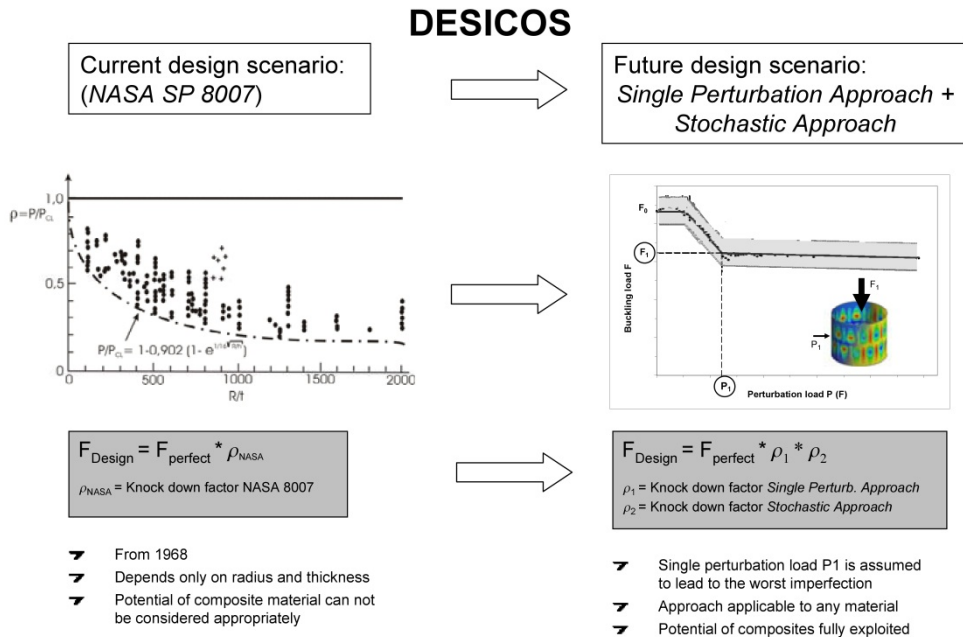 DESICOS
Current design scenario:
(NASA SP 8007)
Future design scenario:
Single Perturbation Approach +
Stochastic Approach
1,0
ρ=P/P_CL
0.5
P/P_CL = 1-0,902 (1- e
0
0 500 1000 1500 2000
R/t
F₀
F₁
Buckling load F
F₁
P₁
P₁
Perturbation load P (F)
F_Design = F_perfect * ρ_NASA
ρ_NASA = Knock down factor NASA 8007
F_Design = F_perfect * ρ₁ * ρ₂
ρ₁ = Knock down factor Single Perturb. Approach
ρ₂ = Knock down factor Stochastic Approach
From 1968
Depends only on radius and thickness
Potential of composite material can not
be considered appropriately
Single perturbation load P1 is assumed
to lead to the worst imperfection
Approach applicable to any material
Potential of composites fully exploited